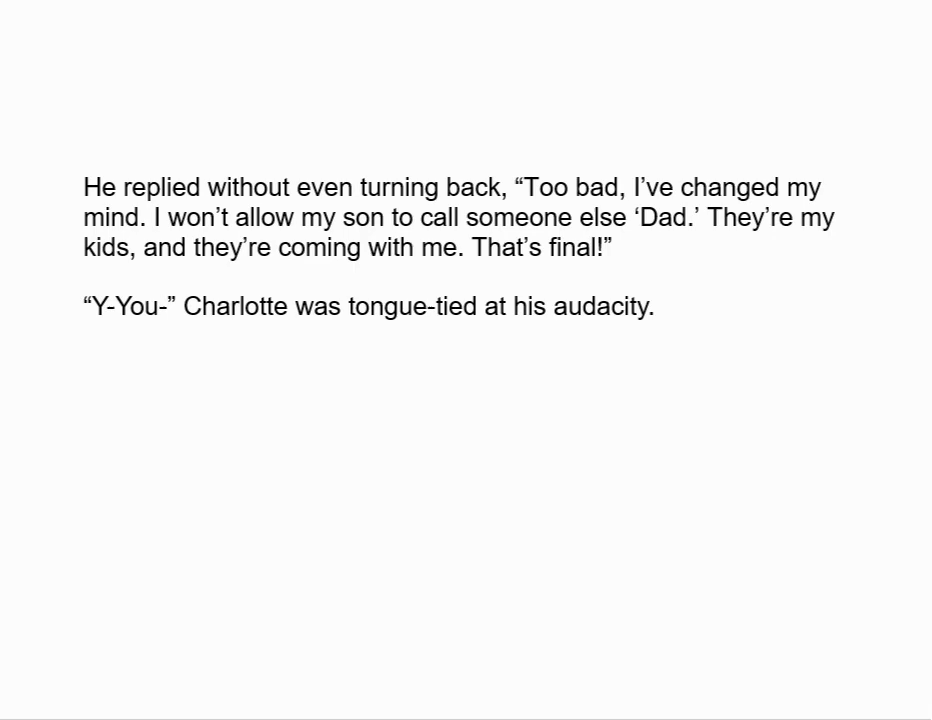 He replied without even turning back, “Too bad, I’ve changed my
mind. I won’t allow my son to call someone else ‘Dad.’ They’re my
kids, and they’re coming with me. That’s final!”
“Y-You-” Charlotte was tongue-tied at his audacity.